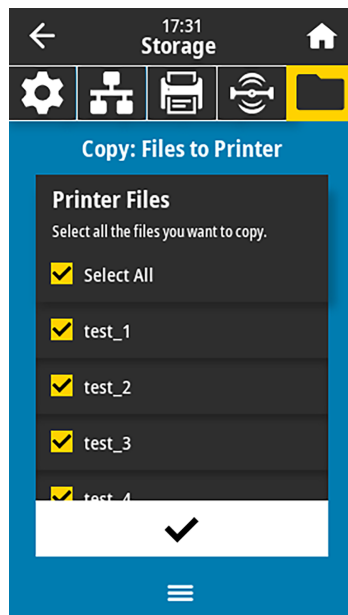 17:31
Storage
Copy: Files to Printer
Printer Files
Select all the files you want to copy.
Select All
test_1
test_2
test_3
test_4